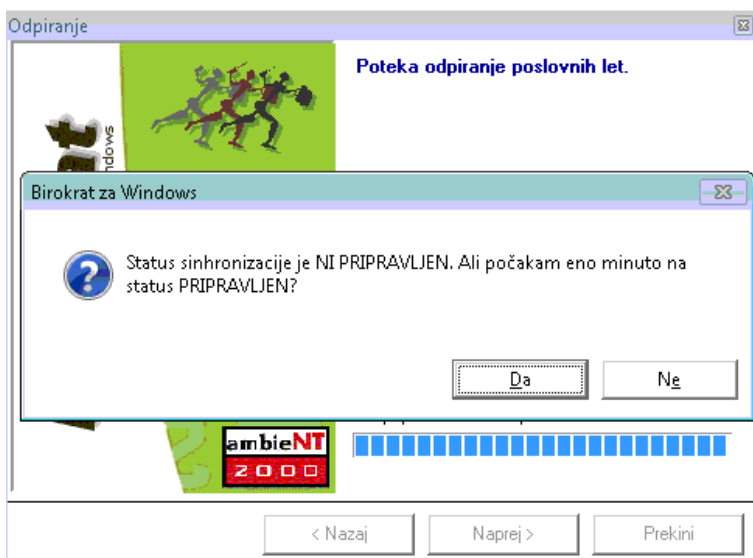 Odpiranje
Poteka odpiranje poslovnih let.
Birokrat za Windows
Status sinhronizacije je NI PRIPRAVLJEN. Ali počakam eno minuto na
status PRIPRAVLJEN?
Da
Ne
ambieNT
2000
< Nazaj
Naprej >
Prekini